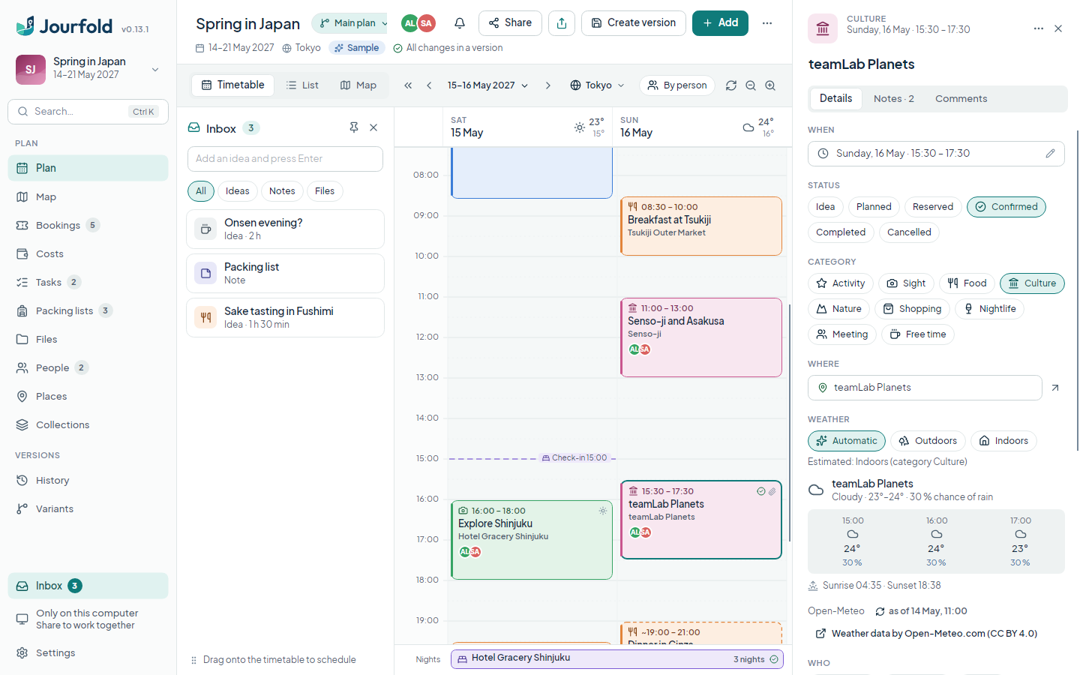 Jourfold v0.13.1
SJ
Spring in Japan
14–21 May 2027
Search...
Ctrl K
PLAN
Plan
Map
Bookings 5
Costs
Tasks 2
Packing lists 3
Files
People 2
Places
Collections
VERSIONS
History
Variants
Inbox 3
Only on this computer
Share to work together
Settings
Spring in Japan
Main plan
AL SA
Share
Create version
Add
14–21 May 2027
Tokyo
Sample
All changes in a version
Timetable
List
Map
15–16 May 2027
Tokyo
By person
Inbox 3
Add an idea and press Enter
All
Ideas
Notes
Files
Onsen evening?
Idea · 2 h
Packing list
Note
Sake tasting in Fushimi
Idea · 1 h 30 min
Drag onto the timetable to schedule
SAT
15 May
23°
15°
SUN
16 May
24°
16°
08:00
09:00
10:00
11:00
12:00
13:00
14:00
15:00
16:00
17:00
18:00
19:00
Check-in 15:00
16:00 – 18:00
Explore Shinjuku
Hotel Gracery Shinjuku
AL SA
08:30 – 10:00
Breakfast at Tsukiji
Tsukiji Outer Market
11:00 – 13:00
Senso-ji and Asakusa
Senso-ji
AL SA
15:30 – 17:30
teamLab Planets
teamLab Planets
AL SA
~19:00 – 21:00
Nights
Hotel Gracery Shinjuku
3 nights
CULTURE
Sunday, 16 May · 15:30 – 17:30
teamLab Planets
Details
Notes · 2
Comments
WHEN
Sunday, 16 May · 15:30 – 17:30
STATUS
Idea
Planned
Reserved
Confirmed
Completed
Cancelled
CATEGORY
Activity
Sight
Food
Culture
Nature
Shopping
Nightlife
Meeting
Free time
WHERE
teamLab Planets
WEATHER
Automatic
Outdoors
Indoors
Estimated: Indoors (category Culture)
teamLab Planets
Cloudy · 23°–24° · 30 % chance of rain
15:00
16:00
17:00
24°
24°
23°
30 %
30 %
30 %
Sunrise 04:35 · Sunset 18:38
Open-Meteo
as of 14 May, 11:00
Weather data by Open-Meteo.com (CC BY 4.0)
WHO